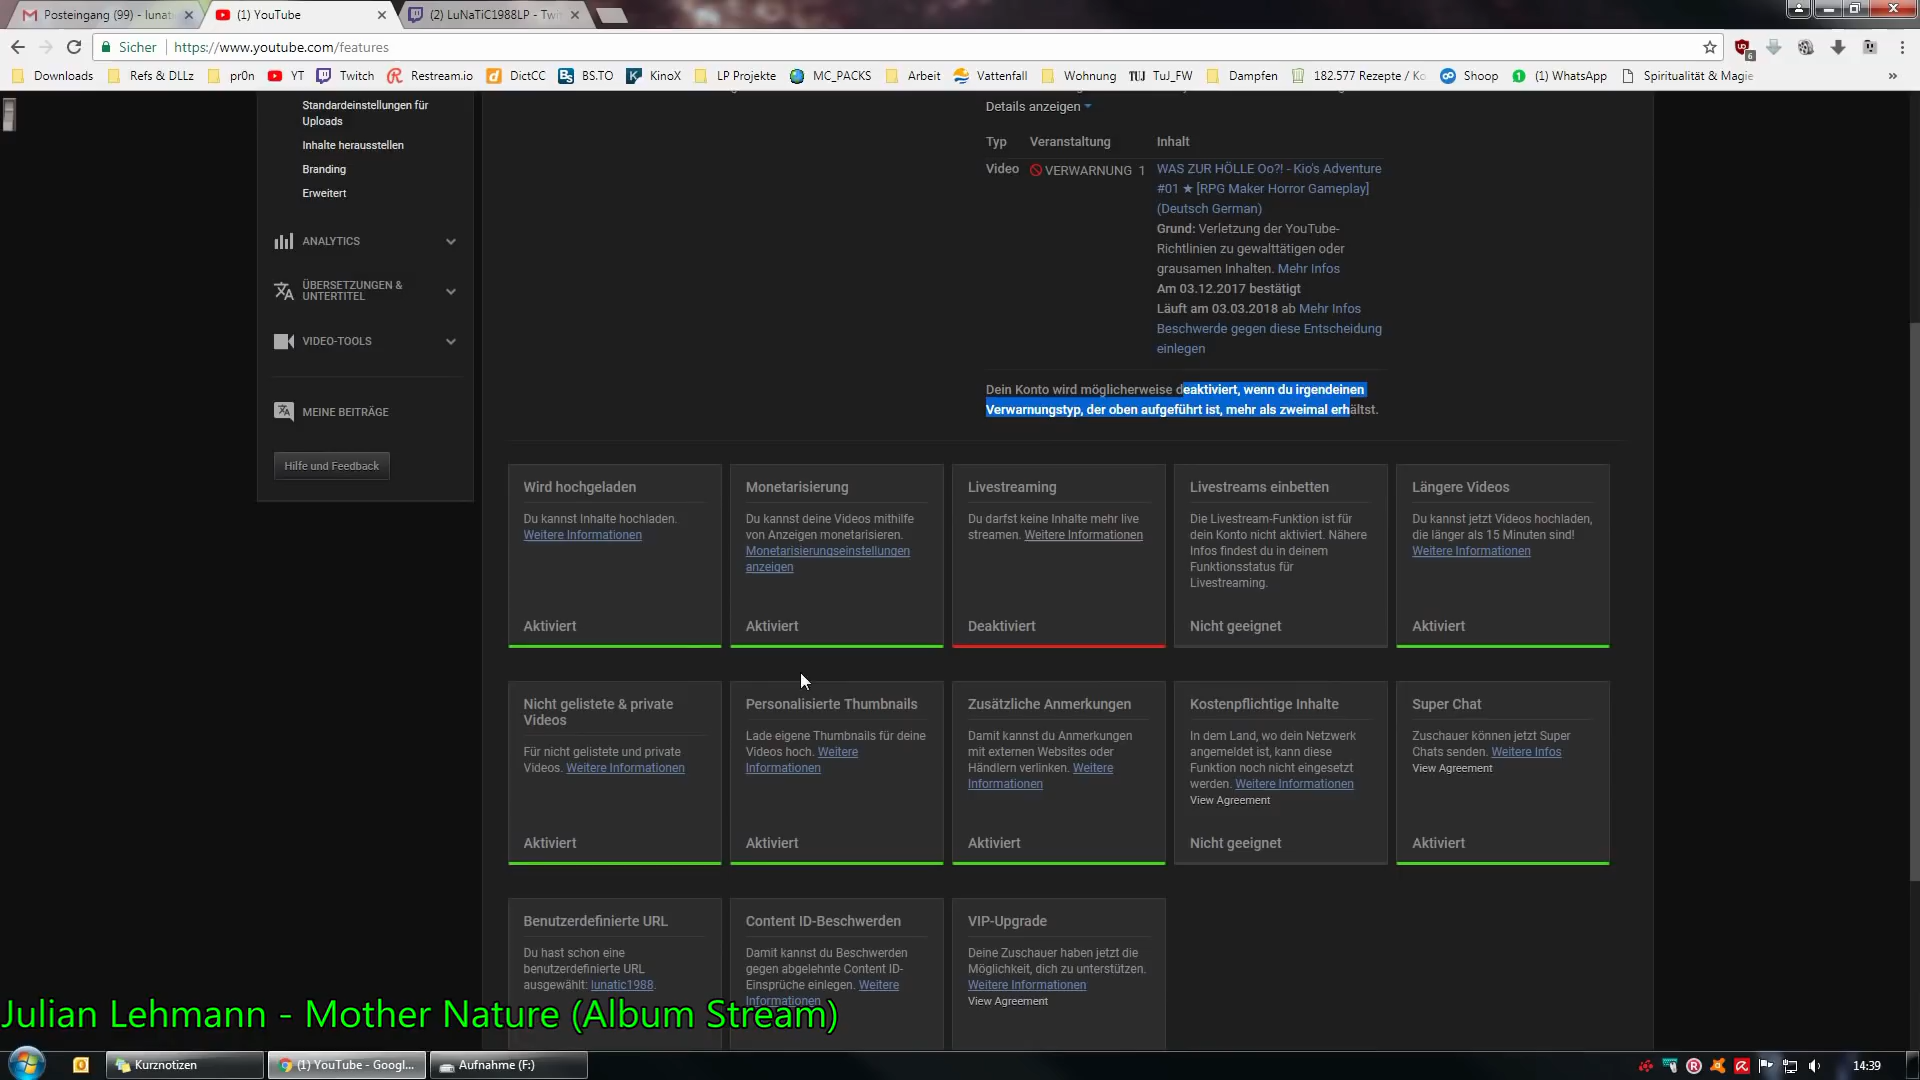 Posteingang (99) - lunat
(1) YouTube
(2) LuNaTiC1988LP - Twi
Sicher
https://www.youtube.com/features
6
Downloads
Refs & DLLz
pr0n
YT
Twitch
Restream.io
DictCC
BS.TO
KinoX
LP Projekte
MC_PACKS
Arbeit
Vattenfall
Wohnung
TUJ TuJ_FW
Dampfen
182.577 Rezepte / Ko
Shoop
(1) WhatsApp
Spiritualität & Magie
»
Standardeinstellungen für
Uploads
Inhalte herausstellen
Branding
Erweitert
ANALYTICS
ÜBERSETZUNGEN &
UNTERTITEL
VIDEO-TOOLS
MEINE BEITRÄGE
Hilfe und Feedback
Details anzeigen
Typ Veranstaltung Inhalt
Video VERWARNUNG 1 WAS ZUR HÖLLE Oo?! - Kio's Adventure
#01 ★ [RPG Maker Horror Gameplay]
(Deutsch German)
Grund: Verletzung der YouTube-
Richtlinien zu gewalttätigen oder
grausamen Inhalten. Mehr Infos
Am 03.12.2017 bestätigt
Läuft am 03.03.2018 ab Mehr Infos
Beschwerde gegen diese Entscheidung
einlegen
Dein Konto wird möglicherweise deaktiviert, wenn du irgendeinen
Verwarnungstyp, der oben aufgeführt ist, mehr als zweimal erhältst.
Wird hochgeladen
Du kannst Inhalte hochladen.
Weitere Informationen
Aktiviert
Monetarisierung
Du kannst deine Videos mithilfe
von Anzeigen monetarisieren.
Monetarisierungseinstellungen
anzeigen
Aktiviert
Livestreaming
Du darfst keine Inhalte mehr live
streamen. Weitere Informationen
Deaktiviert
Livestreams einbetten
Die Livestream-Funktion ist für
dein Konto nicht aktiviert. Nähere
Infos findest du in deinem
Funktionsstatus für
Livestreaming.
Nicht geeignet
Längere Videos
Du kannst jetzt Videos hochladen,
die länger als 15 Minuten sind!
Weitere Informationen
Aktiviert
Nicht gelistete & private
Videos
Für nicht gelistete und private
Videos. Weitere Informationen
Aktiviert
Personalisierte Thumbnails
Lade eigene Thumbnails für deine
Videos hoch. Weitere
Informationen
Aktiviert
Zusätzliche Anmerkungen
Damit kannst du Anmerkungen
mit externen Websites oder
Händlern verlinken. Weitere
Informationen
Aktiviert
Kostenpflichtige Inhalte
In dem Land, wo dein Netzwerk
angemeldet ist, kann diese
Funktion noch nicht eingesetzt
werden. Weitere Informationen
View Agreement
Nicht geeignet
Super Chat
Zuschauer können jetzt Super
Chats senden. Weitere Infos
View Agreement
Aktiviert
Benutzerdefinierte URL
Du hast schon eine
benutzerdefinierte URL
ausgewählt: lunatic1988.
Content ID-Beschwerden
Damit kannst du Beschwerden
gegen abgelehnte Content ID-
Einsprüche einlegen. Weitere
Informationen
VIP-Upgrade
Deine Zuschauer haben jetzt die
Möglichkeit, dich zu unterstützen.
Weitere Informationen
View Agreement
Julian Lehmann - Mother Nature (Album Stream)
Kurznotizen
(1) YouTube - Googl...
Aufnahme (F:)
14:39